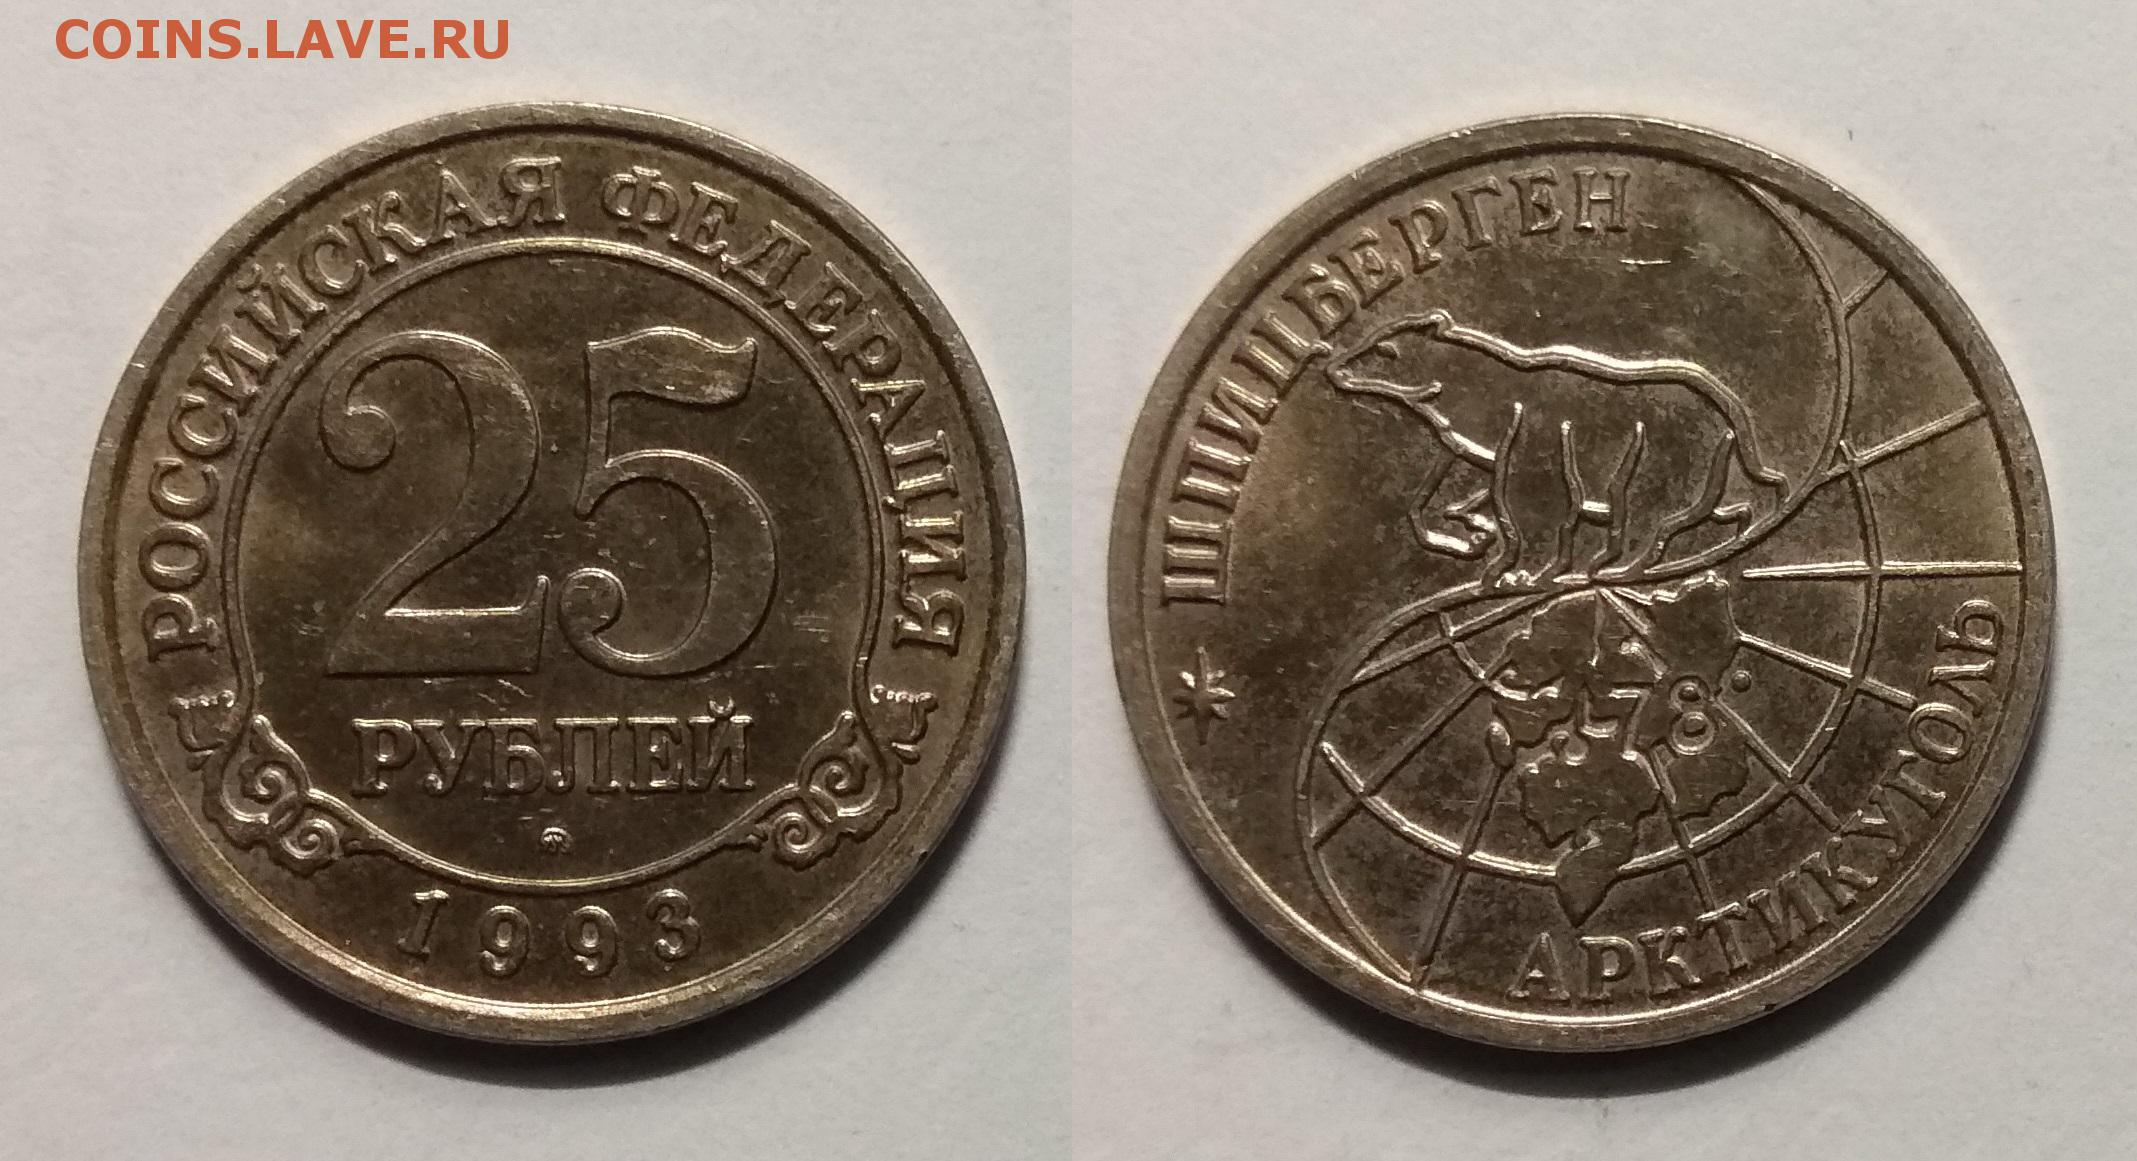 COINS.LAVE.RU
РОССИЙСКАЯ ФЕДЕРАЦИЯ
25
РУБЛЕЙ
1993
ШПИЦБЕРГЕН
78°
АРКТИКУГОЛЬ